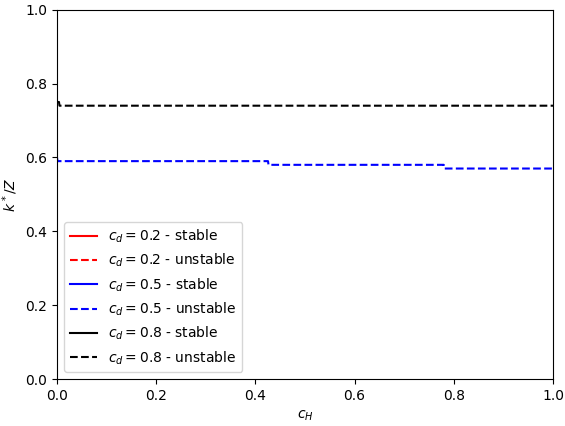 1.0
0.8
0.6
0.4
0.2
0.0
k*/Z
c_d = 0.2 - stable
c_d = 0.2 - unstable
c_d = 0.5 - stable
c_d = 0.5 - unstable
c_d = 0.8 - stable
c_d = 0.8 - unstable
0.0 0.2 0.4 0.6 0.8 1.0
c_H